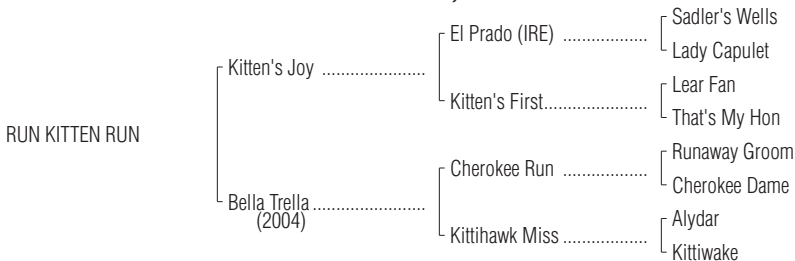 Sadler's Wells
El Prado (IRE) ..................
Lady Capulet
Kitten's Joy ......................
Lear Fan
Kitten's First......................
That's My Hon
RUN KITTEN RUN
Runaway Groom
Cherokee Run ..................
Cherokee Dame
Bella Trella ........................
(2004)
Alydar
Kittihawk Miss ..................
Kittiwake